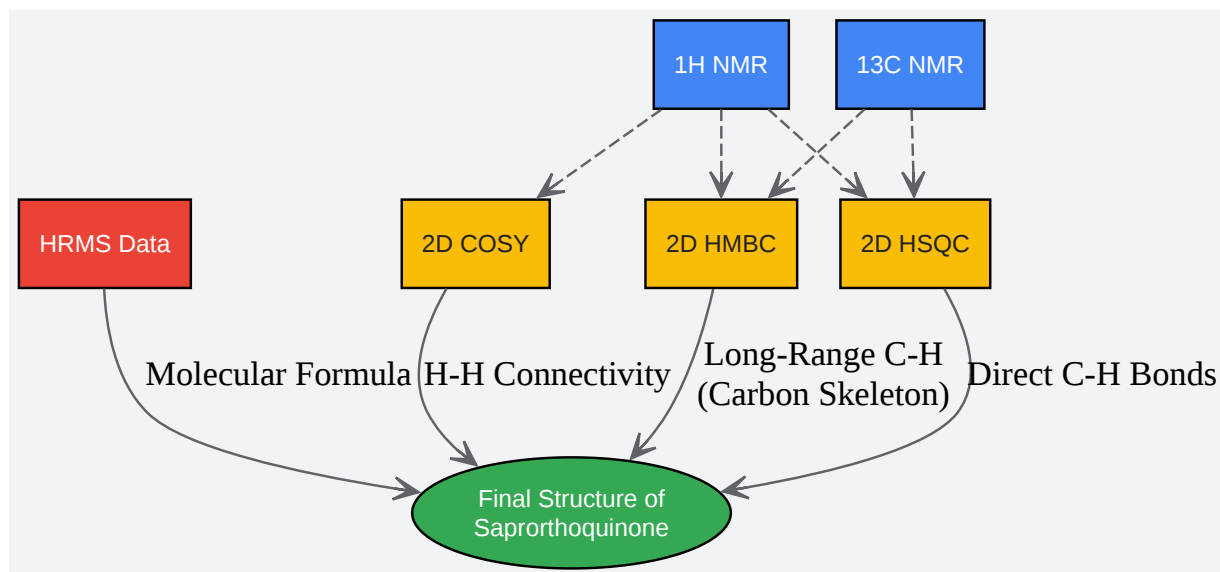 1H NMR
13C NMR
HRMS Data
2D COSY
2D HMBC
2D HSQC
Molecular Formula
H-H Connectivity
Long-Range C-H
(Carbon Skeleton)
Direct C-H Bonds
Final Structure of
Saprorthoquinone